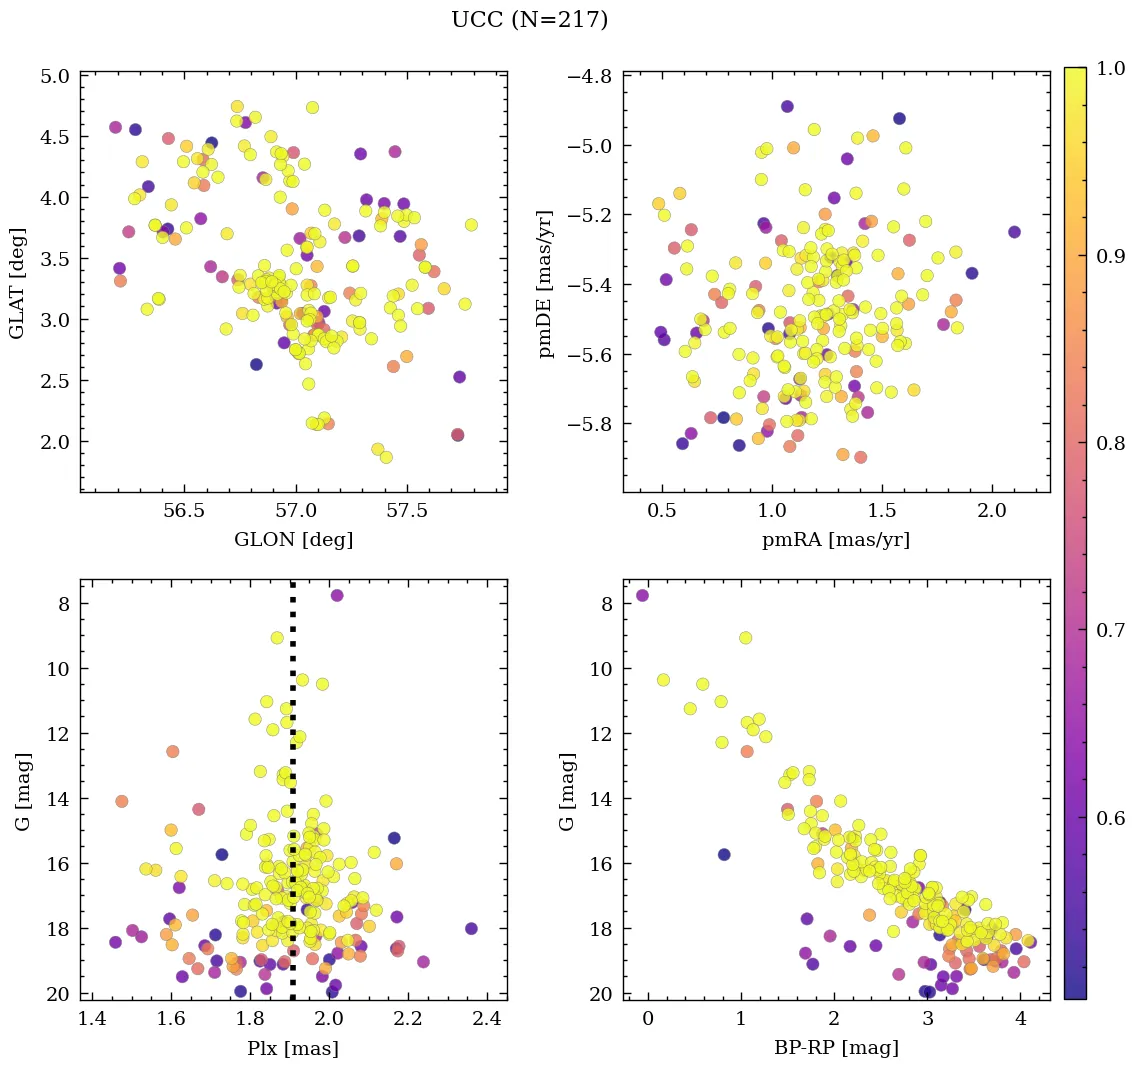 UCC (N=217)
5.0
4.5
4.0
3.5
3.0
2.5
2.0
GLAT [deg]
56.5 57.0 57.5
GLON [deg]
−4.8
−5.0
−5.2
−5.4
−5.6
−5.8
pmDE [mas/yr]
0.5 1.0 1.5 2.0
pmRA [mas/yr]
1.0
0.9
0.8
0.7
0.6
8
10
12
14
16
18
20
G [mag]
1.4 1.6 1.8 2.0 2.2 2.4
Plx [mas]
8
10
12
14
16
18
20
G [mag]
0 1 2 3 4
BP-RP [mag]